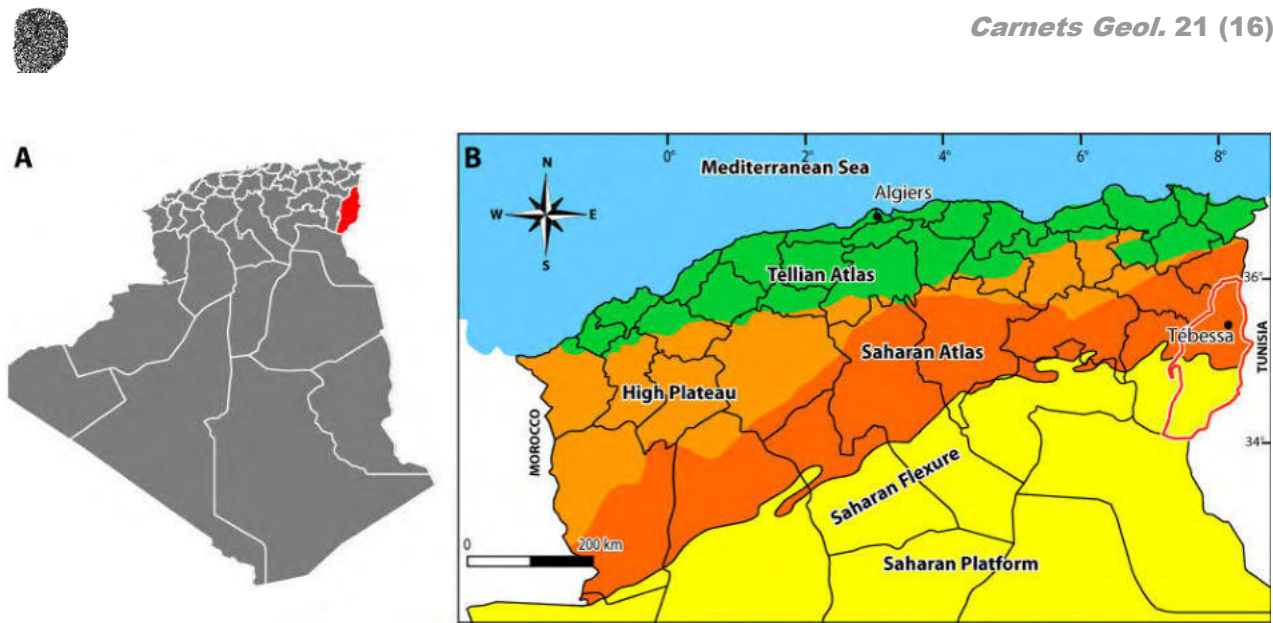 Carnets Geol. 21 (16)
A
B
0°
2°
4°
6°
8°
Mediterranean Sea
N
W
E
S
Algiers
Tellian Atlas
36°
Tébessa
TUNISIA
Saharan Atlas
High Plateau
MOROCCO
34°
Saharan Flexure
0
200 km
Saharan Platform